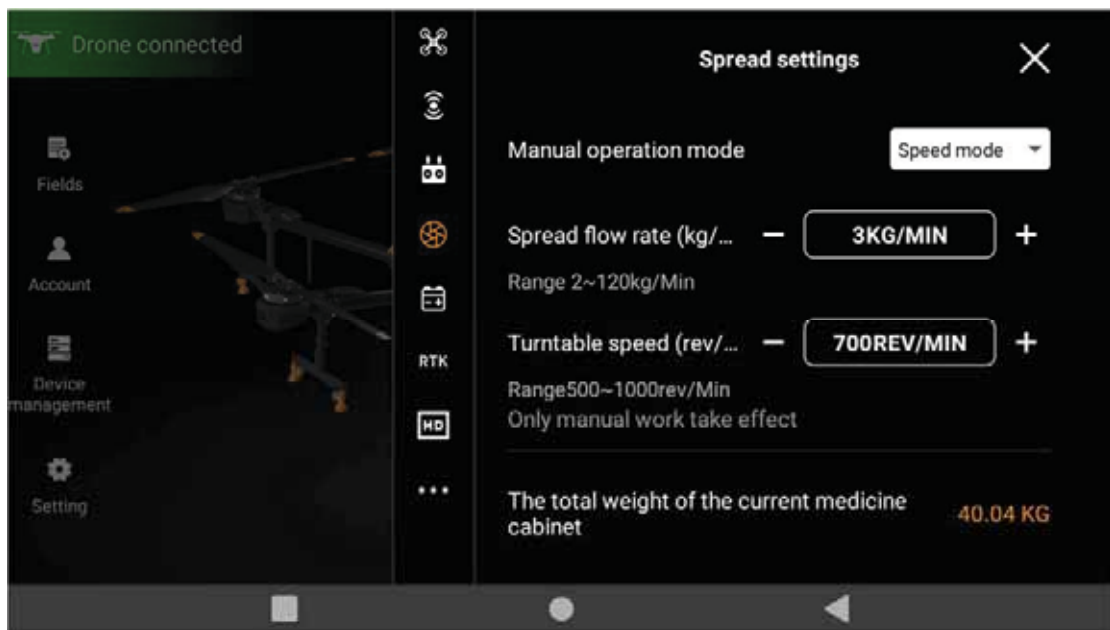 Drone connected
Fields
Account
Device
management
Setting
RTK
HD
Spread settings
Manual operation mode
Speed mode
Spread flow rate (kg/...
3KG/MIN
Range 2~120kg/Min
Turntable speed (rev/...
700REV/MIN
Range500~1000rev/Min
Only manual work take effect
The total weight of the current medicine
cabinet
40.04 KG